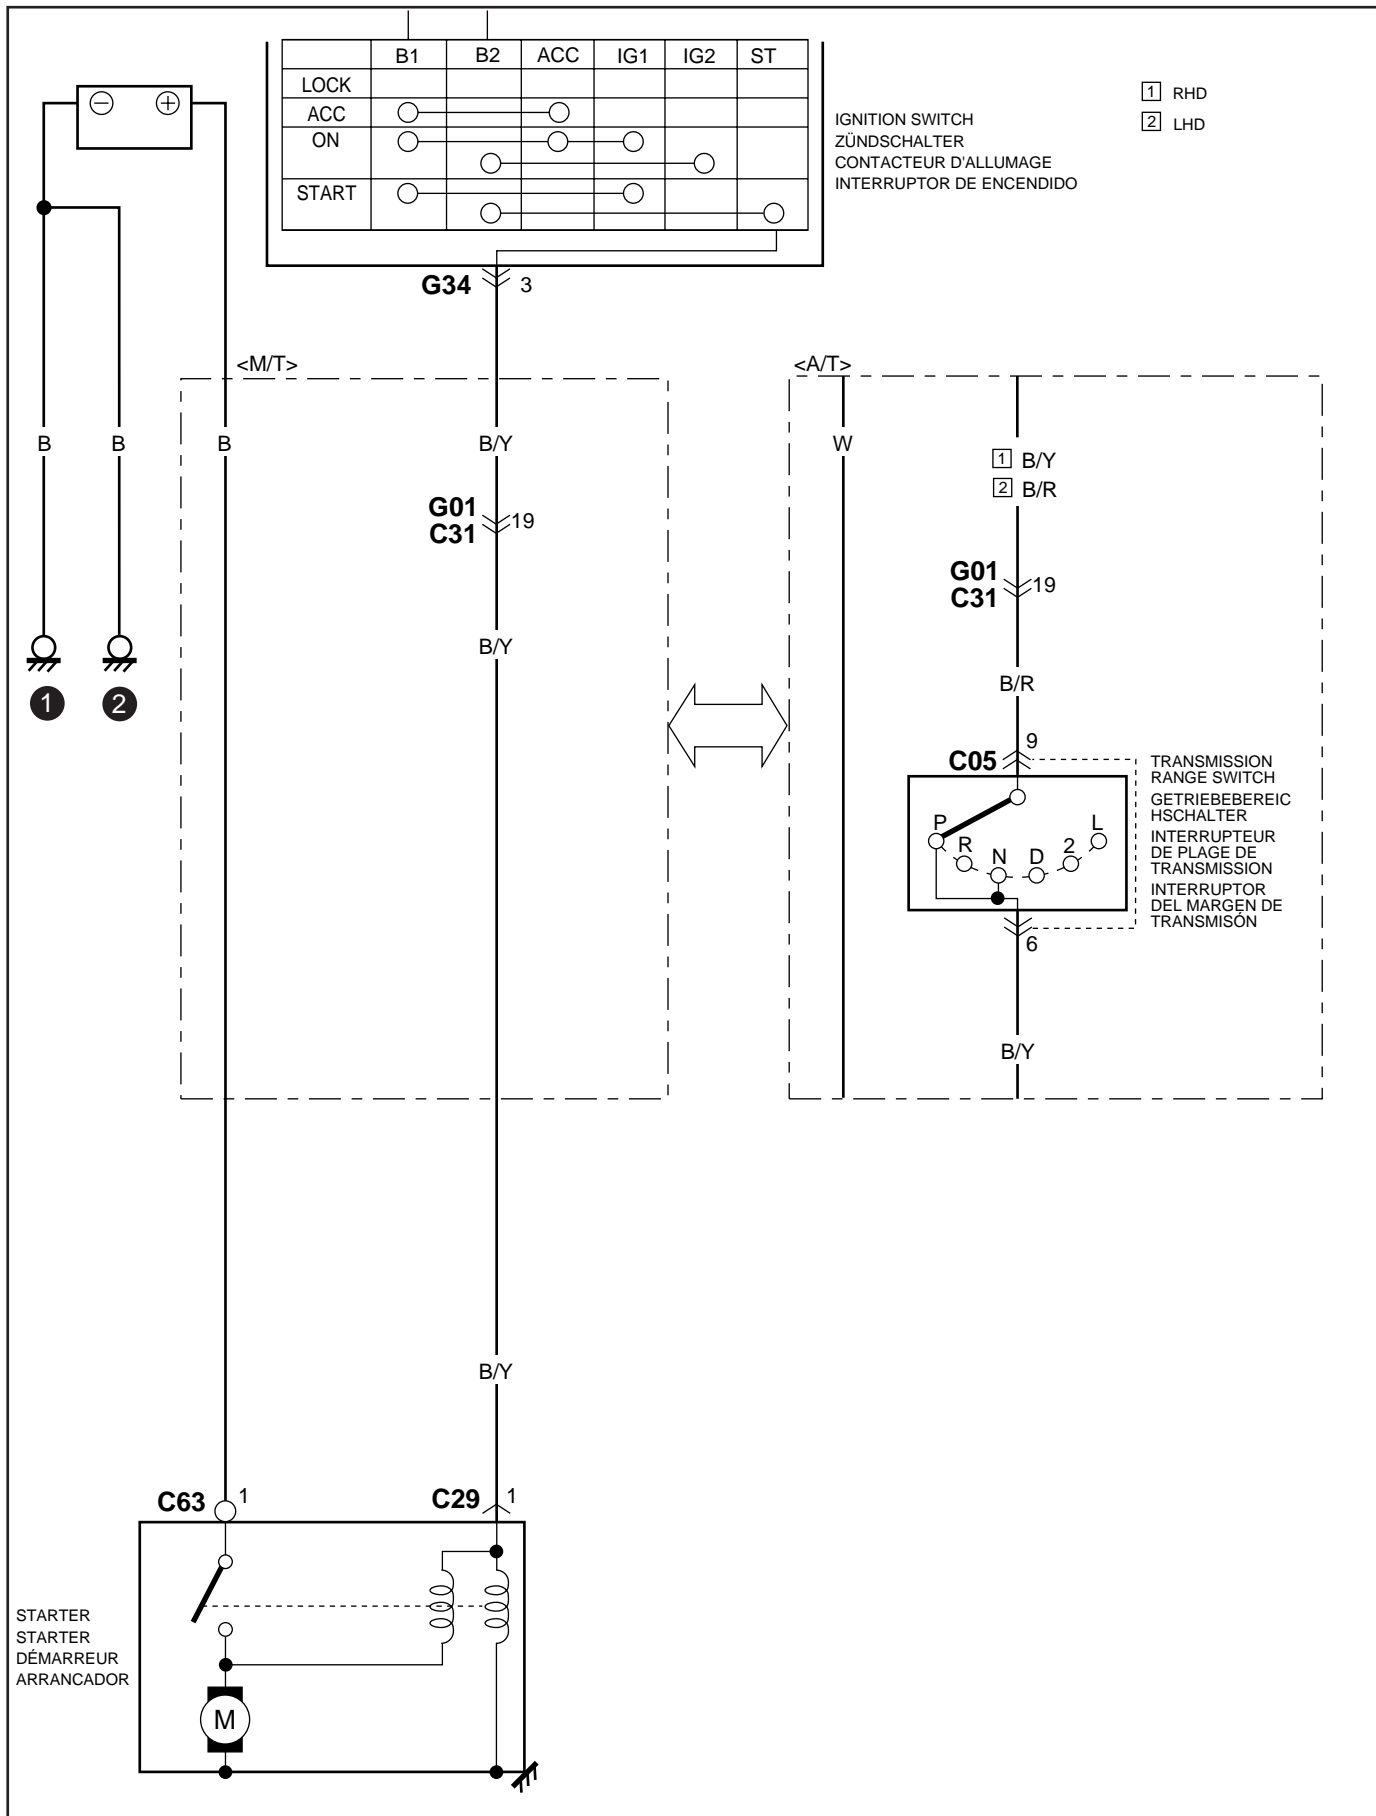 B1 B2 ACC IG1 IG2 ST
LOCK
ACC
ON
START
− +
IGNITION SWITCH
ZÜNDSCHALTER
CONTACTEUR D'ALLUMAGE
INTERRUPTOR DE ENCENDIDO
1 RHD
2 LHD
G34 3
<M/T>
<A/T>
B B B B/Y W
1 B/Y
2 B/R
G01
C31 19
G01
C31 19
B/Y
B/R
1 2
C05 9
P R N D 2 L
6
TRANSMISSION
RANGE SWITCH
GETRIEBEBEREIC
HSCHALTER
INTERRUPTEUR
DE PLAGE DE
TRANSMISSION
INTERRUPTOR
DEL MARGEN DE
TRANSMISÓN
B/Y
B/Y
C63 1
C29 1
STARTER
STARTER
DÉMARREUR
ARRANCADOR
M